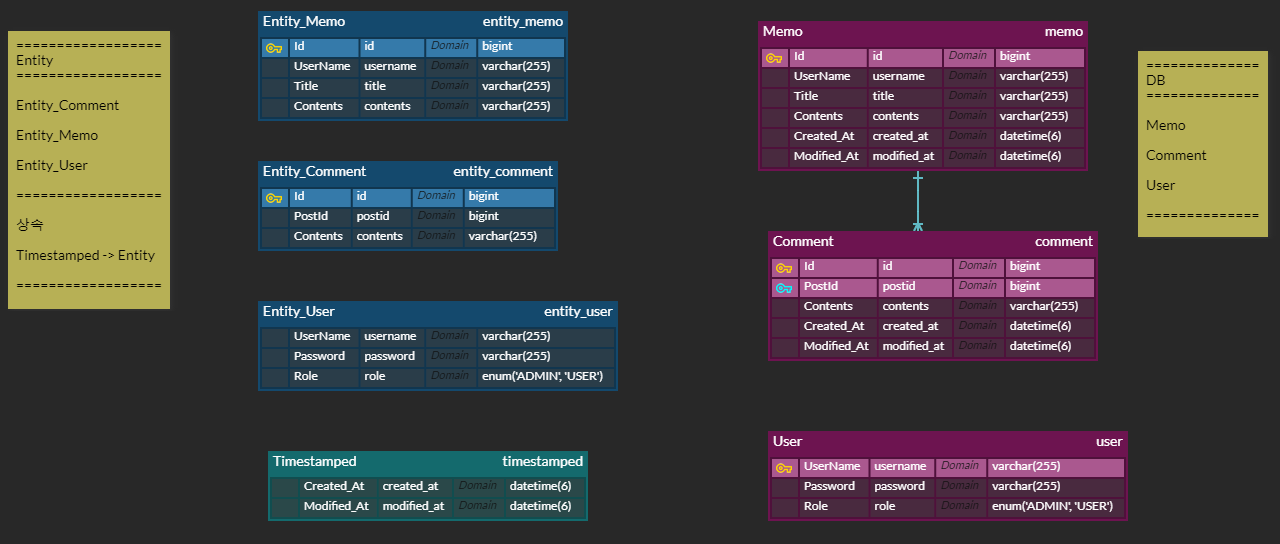 ==================
Entity
==================
Entity_Comment
Entity_Memo
Entity_User
==================
상속
Timestamped -> Entity
==================
Entity_Memo entity_memo
Id id Domain bigint
UserName username Domain varchar(255)
Title title Domain varchar(255)
Contents contents Domain varchar(255)
Entity_Comment entity_comment
Id id Domain bigint
PostId postid Domain bigint
Contents contents Domain varchar(255)
Entity_User entity_user
UserName username Domain varchar(255)
Password password Domain varchar(255)
Role role Domain enum('ADMIN', 'USER')
Timestamped timestamped
Created_At created_at Domain datetime(6)
Modified_At modified_at Domain datetime(6)
Memo memo
Id id Domain bigint
UserName username Domain varchar(255)
Title title Domain varchar(255)
Contents contents Domain varchar(255)
Created_At created_at Domain datetime(6)
Modified_At modified_at Domain datetime(6)
Comment comment
Id id Domain bigint
PostId postid Domain bigint
Contents contents Domain varchar(255)
Created_At created_at Domain datetime(6)
Modified_At modified_at Domain datetime(6)
User user
UserName username Domain varchar(255)
Password password Domain varchar(255)
Role role Domain enum('ADMIN', 'USER')
==============
DB
==============
Memo
Comment
User
==============